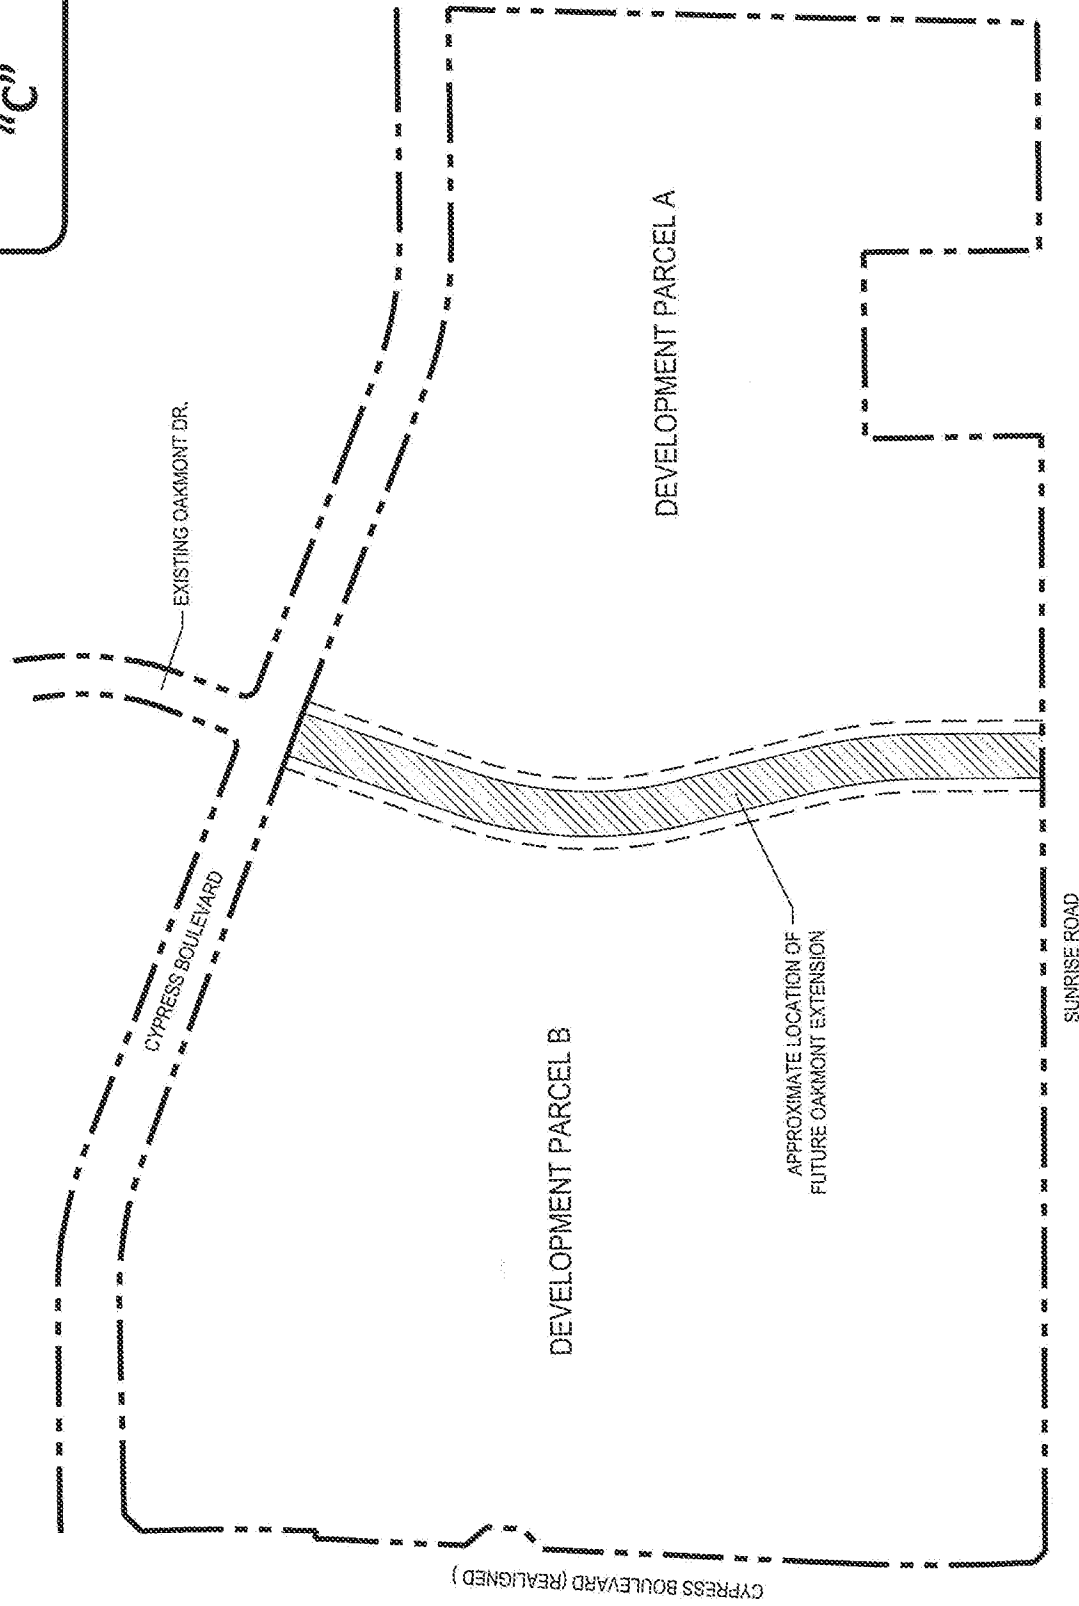 "C"
EXISTING OAKMONT DR.
DEVELOPMENT PARCEL A
CYPRESS BOULEVARD
DEVELOPMENT PARCEL B
APPROXIMATE LOCATION OF
FUTURE OAKMONT EXTENSION
SUNRISE ROAD
CYPRESS BOULEVARD (REALIGNED )